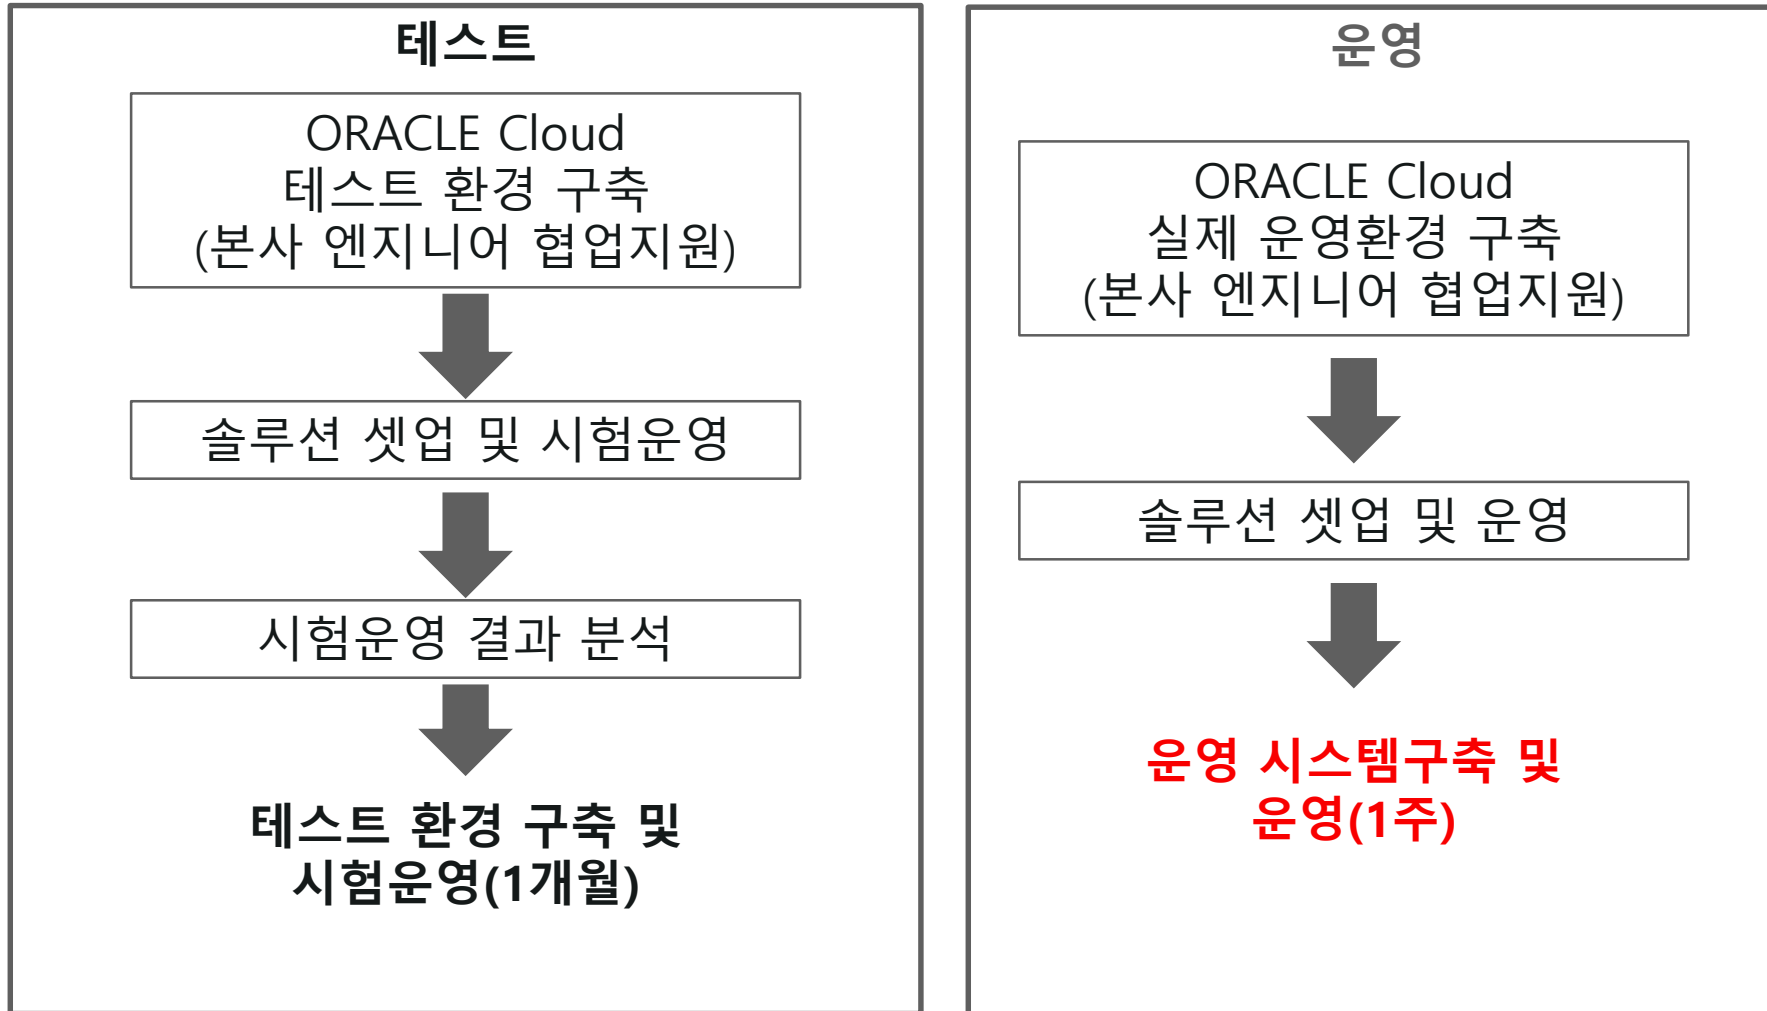 테스트
ORACLE Cloud
테스트 환경 구축
(본사 엔지니어 협업지원)
솔루션 셋업 및 시험운영
시험운영 결과 분석
테스트 환경 구축 및
시험운영(1개월)
운영
ORACLE Cloud
실제 운영환경 구축
(본사 엔지니어 협업지원)
솔루션 셋업 및 운영
운영 시스템구축 및
운영(1주)